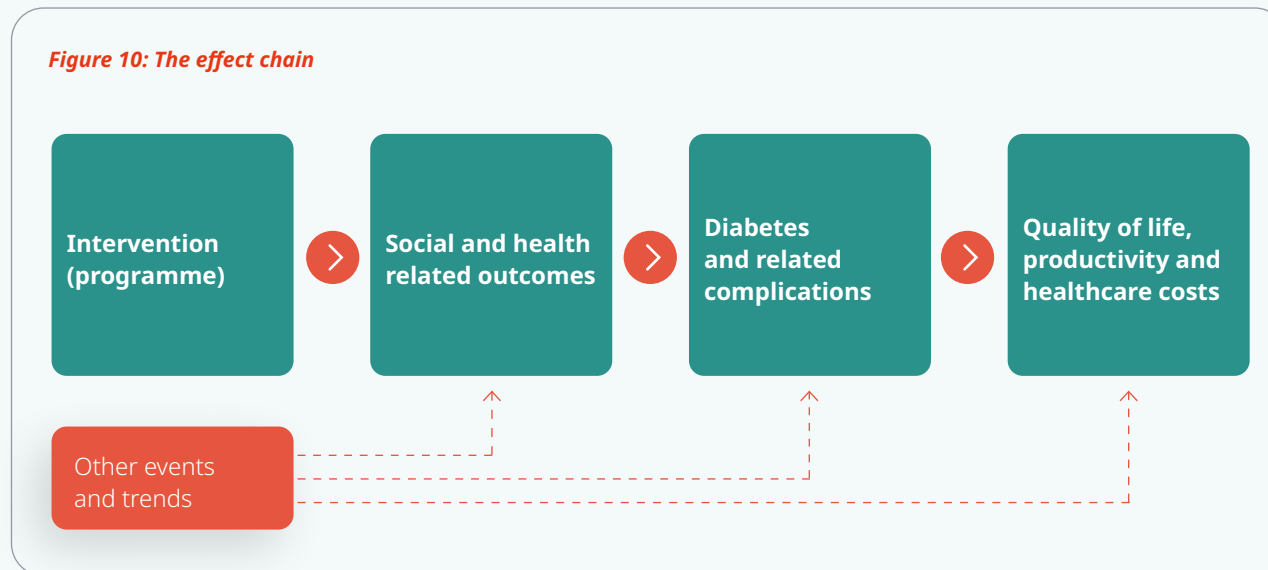 Figure 10: The effect chain
Intervention
(programme)
Social and health
related outcomes
Diabetes
and related
complications
Quality of life,
productivity and
healthcare costs
Other events
and trends